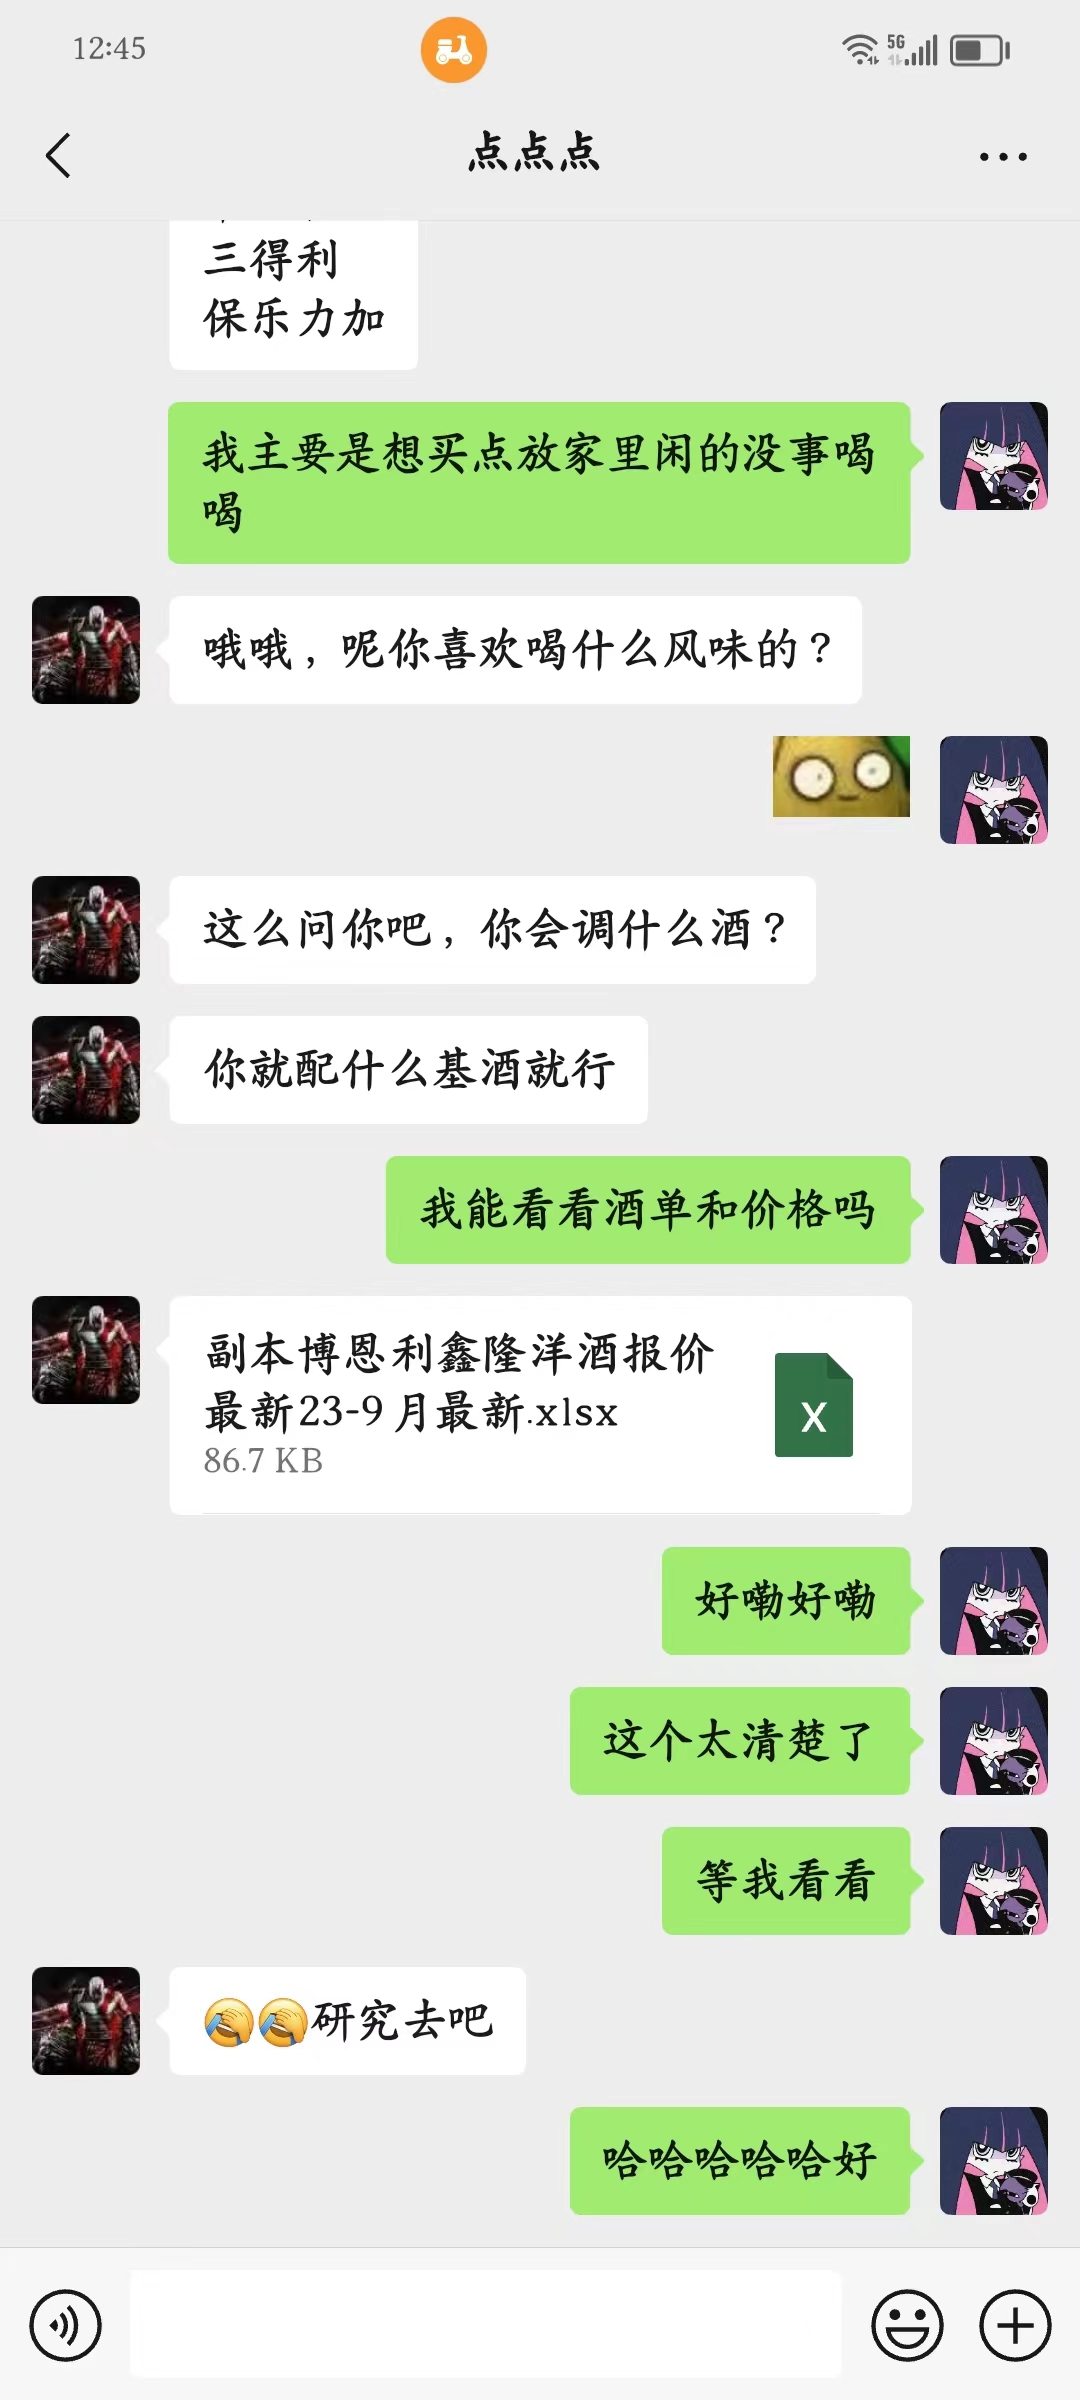 12:45
5G
点点点
三得利
保乐力加
我主要是想买点放家里闲的没事喝
喝
哦哦，呢你喜欢喝什么风味的？
这么问你吧，你会调什么酒？
你就配什么基酒就行
我能看看酒单和价格吗
副本博恩利鑫隆洋酒报价
最新23-9月最新.xlsx
86.7 KB
X
好嘞好嘞
这个太清楚了
等我看看
🤦🤦研究去吧
哈哈哈哈哈好